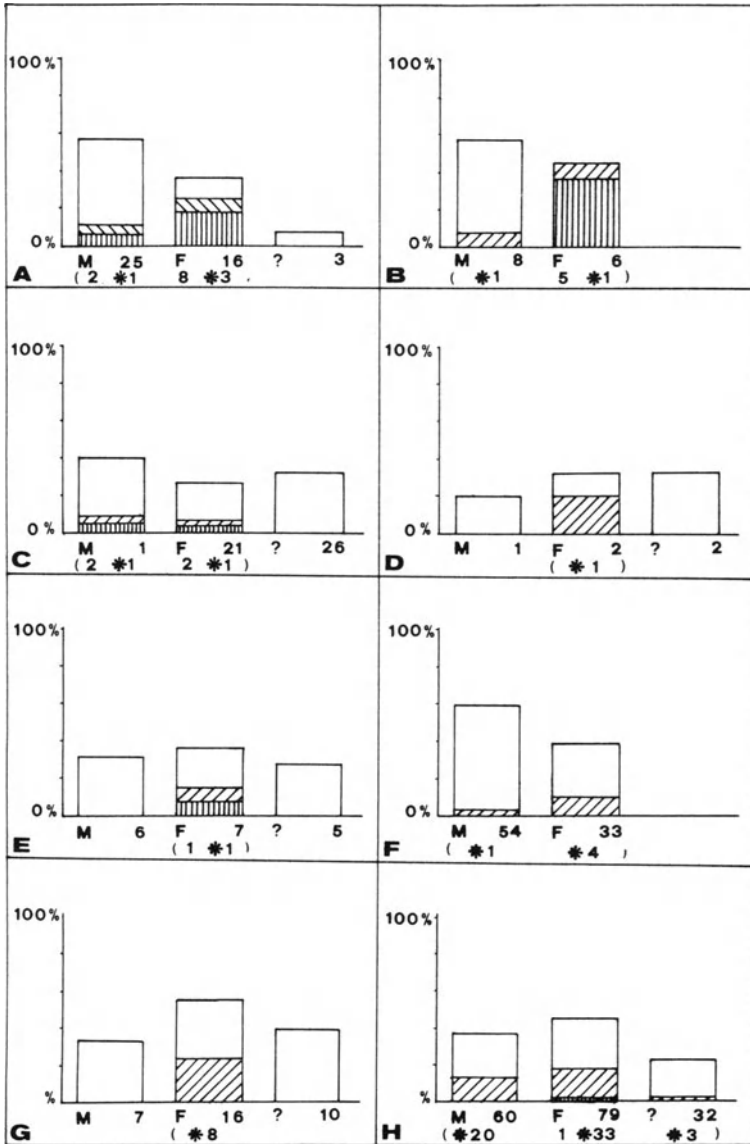 100%
0%
A
M 25 F 16 ? 3
( 2 ✱1 8 ✱3 ,
100%
0%
B
M 8 F 6
( ✱1 5 ✱1 )
100%
0%
C
M 1 F 21 ? 26
( 2 ✱1 2 ✱1 )
100%
0%
D
M 1 F 2 ? 2
( ✱1 )
100%
0%
E
M 6 F 7 ? 5
( 1 ✱1 )
100%
0%
F
M 54 F 33
( ✱1 ✱4 )
100%
%
G
M 7 F 16 ? 10
( ✱8 )
100%
%
H
M 60 F 79 ? 32
( ✱20 1 ✱33 ✱3 )